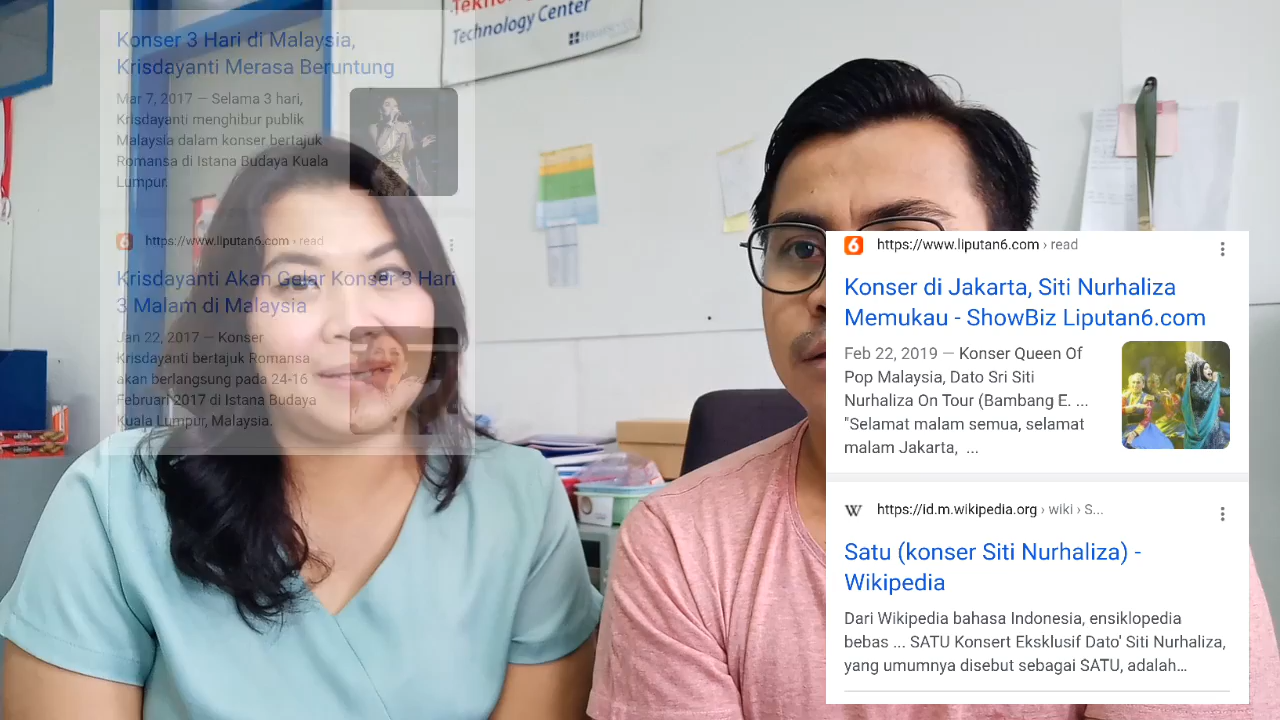 Technology Center
Konser 3 Hari di Malaysia,
Krisdayanti Merasa Beruntung
Mar 7, 2017 — Selama 3 hari,
Krisdayanti menghibur publik
Malaysia dalam konser bertajuk
Romansa di Istana Budaya Kuala
Lumpur.
https://www.liputan6.com › read
Krisdayanti Akan Gelar Konser 3 Hari
3 Malam di Malaysia
Jan 22, 2017 — Konser
Krisdayanti bertajuk Romansa
akan berlangsung pada 24-16
Februari 2017 di Istana Budaya
Kuala Lumpur, Malaysia.
6 https://www.liputan6.com › read
Konser di Jakarta, Siti Nurhaliza
Memukau - ShowBiz Liputan6.com
Feb 22, 2019 — Konser Queen Of
Pop Malaysia, Dato Sri Siti
Nurhaliza On Tour (Bambang E. ...
"Selamat malam semua, selamat
malam Jakarta, ...
W https://id.m.wikipedia.org › wiki › S...
Satu (konser Siti Nurhaliza) -
Wikipedia
Dari Wikipedia bahasa Indonesia, ensiklopedia
bebas ... SATU Konsert Eksklusif Dato' Siti Nurhaliza,
yang umumnya disebut sebagai SATU, adalah...